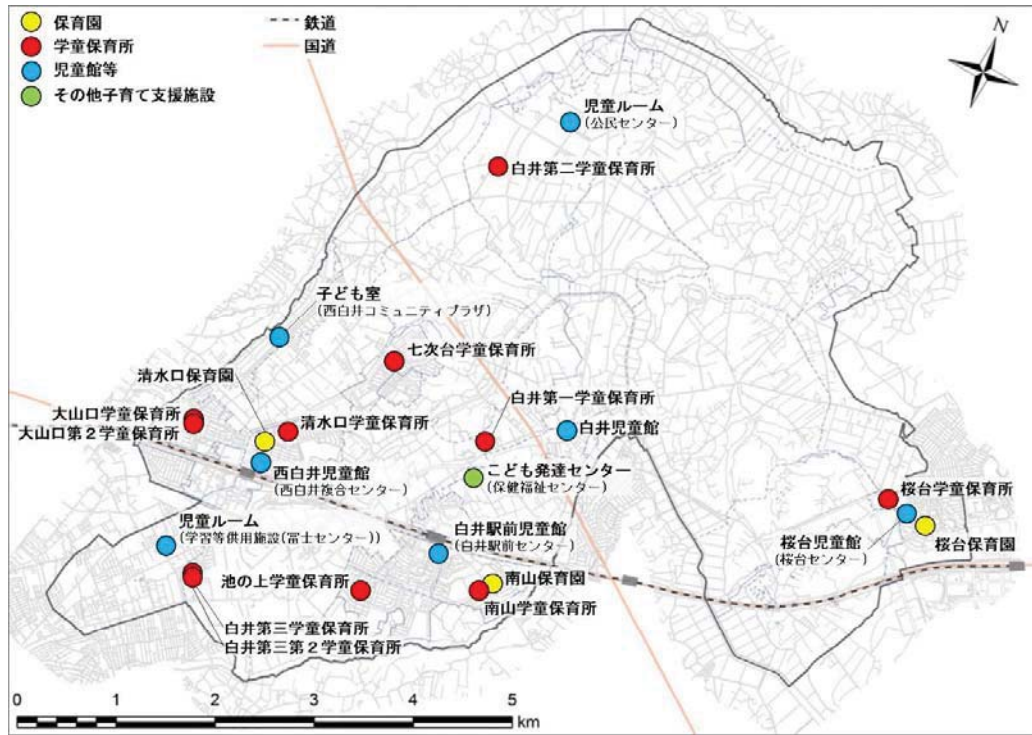 保育園
鉄道
学童保育所
国道
児童館等
その他子育て支援施設
N
児童ルーム
(公民センター)
白井第二学童保育所
子ども室
(西白井コミュニティプラザ)
七次台学童保育所
清水口保育園
大山口学童保育所
大山口第2学童保育所
清水口学童保育所
白井第一学童保育所
白井児童館
西白井児童館
(西白井複合センター)
こども発達センター
(保健福祉センター)
桜台学童保育所
児童ルーム
(学習等供用施設(冨士センター))
白井駅前児童館
(白井駅前センター)
桜台児童館
(桜台センター)
桜台保育園
池の上学童保育所
南山保育園
南山学童保育所
白井第三学童保育所
白井第三第2学童保育所
0 1 2 3 4 5
km